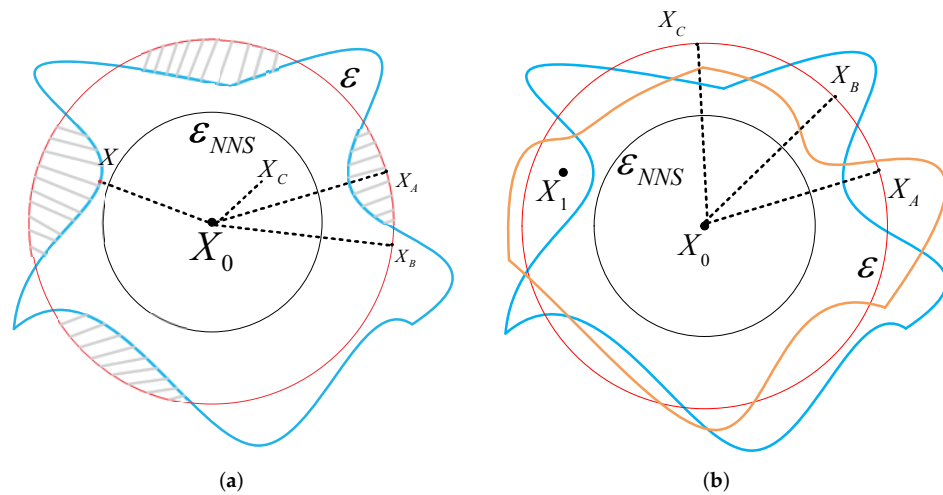 ε
ε_NNS
X
X_C
X_A
X_0
X_B
(a)
X_C
X_B
ε_NNS
X_1
X_A
X_0
ε
(b)